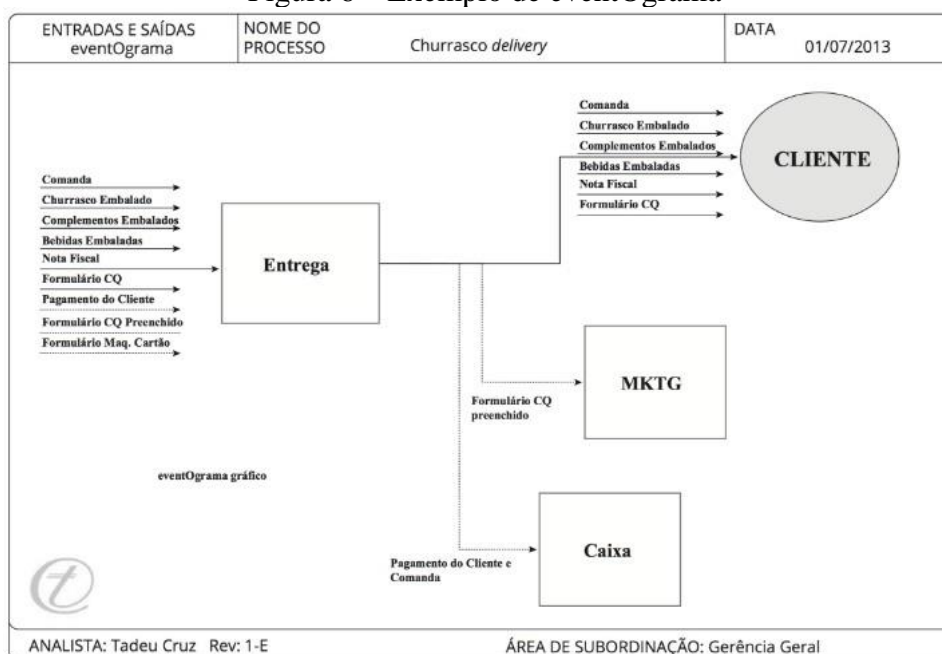 Figura 6 – Exemplo de eventOgrama
ENTRADAS E SAÍDAS
eventOgrama
NOME DO
PROCESSO
Churrasco delivery
DATA
01/07/2013
Comanda
Churrasco Embalado
Complementos Embalados
Bebidas Embaladas
Nota Fiscal
Formulário CQ
CLIENTE
Comanda
Churrasco Embalado
Complementos Embalados
Bebidas Embaladas
Nota Fiscal
Formulário CQ
Pagamento do Cliente
Formulário CQ Preenchido
Formulário Maq. Cartão
Entrega
MKTG
Formulário CQ
preenchido
eventOgrama gráfico
Caixa
Pagamento do Cliente e
Comanda
ANALISTA: Tadeu Cruz Rev: 1-E
ÁREA DE SUBORDINAÇÃO: Gerência Geral